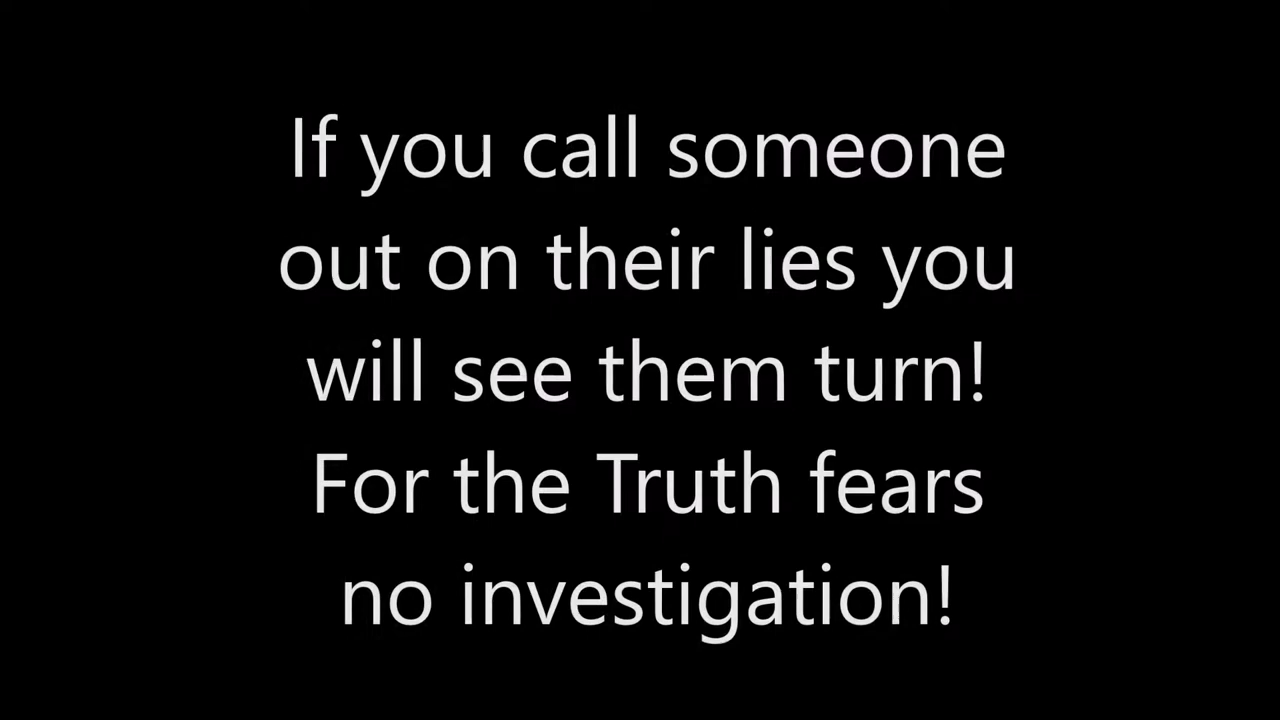 If you call someone
out on their lies you
will see them turn!
For the Truth fears
no investigation!